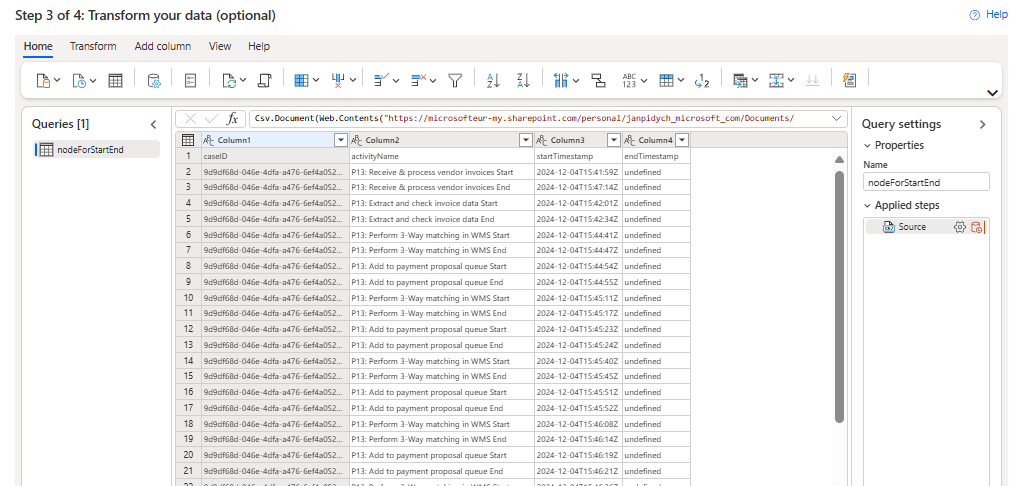 Step 3 of 4: Transform your data (optional)
Help
Home Transform Add column View Help
Queries [1]
nodeForStartEnd
fx Csv.Document(Web.Contents("https://microsofteur-my.sharepoint.com/personal/janpidych_microsoft_com/Documents/
Column1 Column2 Column3 Column4
1 caseID activityName startTimestamp endTimestamp
2 9d9df68d-046e-4dfa-a476-6ef4a052... P13: Receive & process vendor invoices Start 2024-12-04T15:41:59Z undefined
3 9d9df68d-046e-4dfa-a476-6ef4a052... P13: Receive & process vendor invoices End 2024-12-04T15:47:14Z undefined
4 9d9df68d-046e-4dfa-a476-6ef4a052... P13: Extract and check invoice data Start 2024-12-04T15:42:01Z undefined
5 9d9df68d-046e-4dfa-a476-6ef4a052... P13: Extract and check invoice data End 2024-12-04T15:42:34Z undefined
6 9d9df68d-046e-4dfa-a476-6ef4a052... P13: Perform 3-Way matching in WMS Start 2024-12-04T15:44:41Z undefined
7 9d9df68d-046e-4dfa-a476-6ef4a052... P13: Perform 3-Way matching in WMS End 2024-12-04T15:44:47Z undefined
8 9d9df68d-046e-4dfa-a476-6ef4a052... P13: Add to payment proposal queue Start 2024-12-04T15:44:54Z undefined
9 9d9df68d-046e-4dfa-a476-6ef4a052... P13: Add to payment proposal queue End 2024-12-04T15:44:55Z undefined
10 9d9df68d-046e-4dfa-a476-6ef4a052... P13: Perform 3-Way matching in WMS Start 2024-12-04T15:45:11Z undefined
11 9d9df68d-046e-4dfa-a476-6ef4a052... P13: Perform 3-Way matching in WMS End 2024-12-04T15:45:17Z undefined
12 9d9df68d-046e-4dfa-a476-6ef4a052... P13: Add to payment proposal queue Start 2024-12-04T15:45:23Z undefined
13 9d9df68d-046e-4dfa-a476-6ef4a052... P13: Add to payment proposal queue End 2024-12-04T15:45:24Z undefined
14 9d9df68d-046e-4dfa-a476-6ef4a052... P13: Perform 3-Way matching in WMS Start 2024-12-04T15:45:40Z undefined
15 9d9df68d-046e-4dfa-a476-6ef4a052... P13: Perform 3-Way matching in WMS End 2024-12-04T15:45:45Z undefined
16 9d9df68d-046e-4dfa-a476-6ef4a052... P13: Add to payment proposal queue Start 2024-12-04T15:45:51Z undefined
17 9d9df68d-046e-4dfa-a476-6ef4a052... P13: Add to payment proposal queue End 2024-12-04T15:45:52Z undefined
18 9d9df68d-046e-4dfa-a476-6ef4a052... P13: Perform 3-Way matching in WMS Start 2024-12-04T15:46:08Z undefined
19 9d9df68d-046e-4dfa-a476-6ef4a052... P13: Perform 3-Way matching in WMS End 2024-12-04T15:46:14Z undefined
20 9d9df68d-046e-4dfa-a476-6ef4a052... P13: Add to payment proposal queue Start 2024-12-04T15:46:19Z undefined
21 9d9df68d-046e-4dfa-a476-6ef4a052... P13: Add to payment proposal queue End 2024-12-04T15:46:21Z undefined
Query settings
Properties
Name
nodeForStartEnd
Applied steps
Source